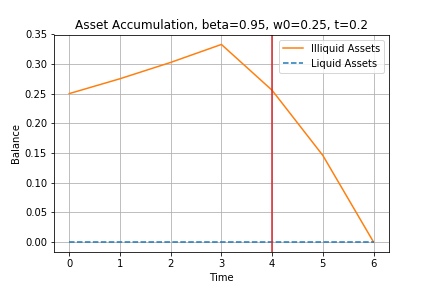 Asset Accumulation, beta=0.95, w0=0.25, t=0.2
Illiquid Assets
Liquid Assets
Balance
0.35
0.30
0.25
0.20
0.15
0.10
0.05
0.00
0 1 2 3 4 5 6
Time